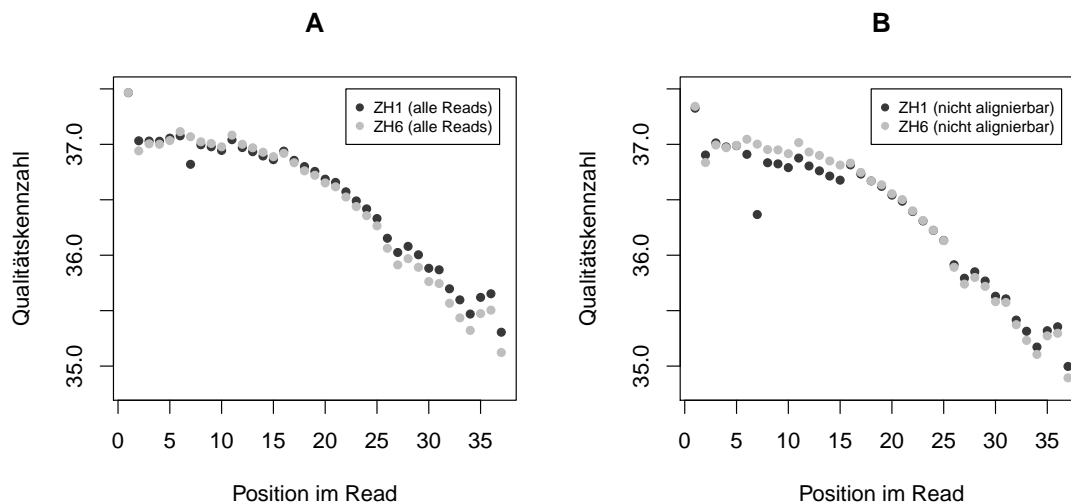 A
Qualitätskennzahl
37.0
36.0
35.0
ZH1 (alle Reads)
ZH6 (alle Reads)
0 5 10 15 20 25 30 35
Position im Read
B
Qualitätskennzahl
37.0
36.0
35.0
ZH1 (nicht alignierbar)
ZH6 (nicht alignierbar)
0 5 10 15 20 25 30 35
Position im Read